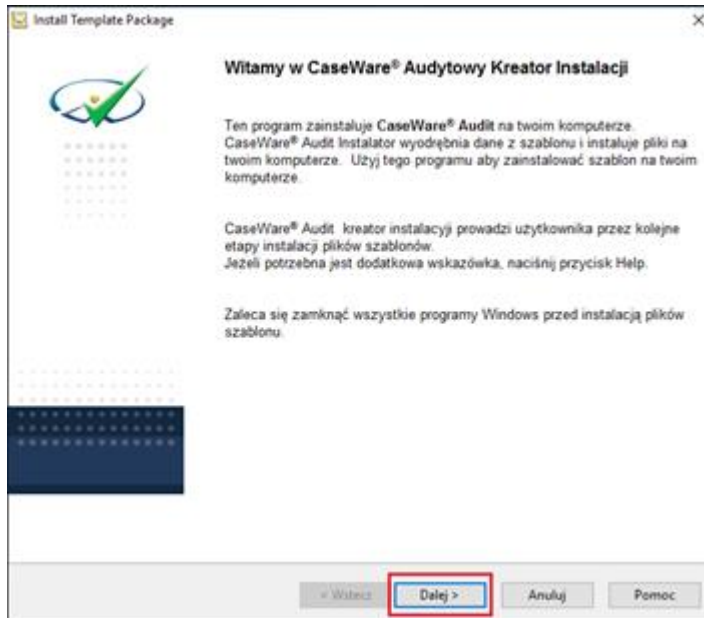 Install Template Package
Witamy w CaseWare® Audytowy Kreator Instalacji
Ten program zainstaluje CaseWare® Audit na twoim komputerze.
CaseWare® Audit Instalator wyodrębnia dane z szablonu i instaluje pliki na
twoim komputerze. Użyj tego programu aby zainstalować szablon na twoim
komputerze.
CaseWare® Audit kreator instalacyji prowadzi użytkownika przez kolejne
etapy instalacji plików szablonów.
Jeżeli potrzebna jest dodatkowa wskazówka, naciśnij przycisk Help.
Zaleca się zamknąć wszystkie programy Windows przed instalacją plików
szablonu.
< Wstecz Dalej > Anuluj Pomoc